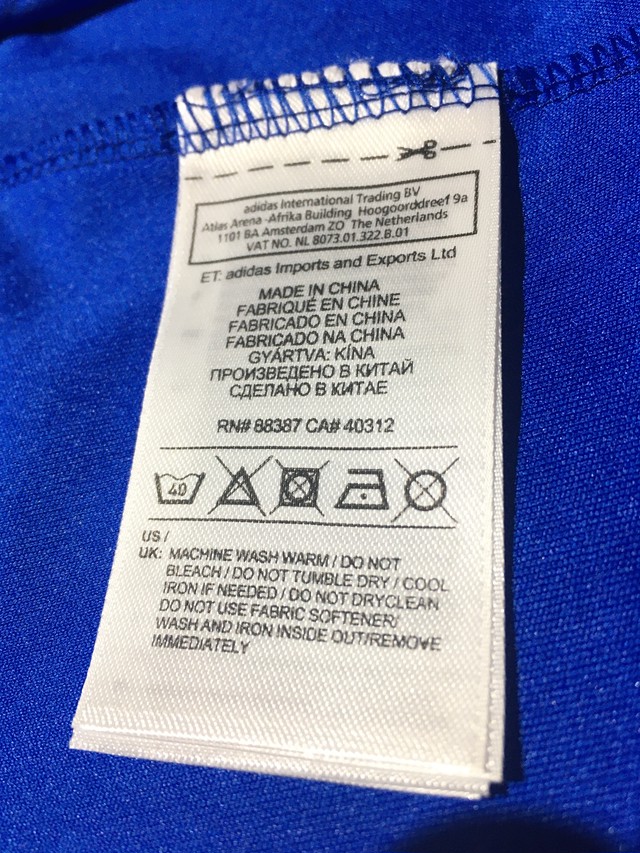 adidas International Trading BV
Atlas Arena -Afrika Building Hoogoorddreef 9a
1101 BA Amsterdam ZO The Netherlands
VAT NO. NL 8073.01.322.B.01
ET: adidas Imports and Exports Ltd
MADE IN CHINA
FABRIQUÉ EN CHINE
FABRICADO EN CHINA
FABRICADO NA CHINA
GYÁRTVA: KÍNA
ПРОИЗВЕДЕНО В КИТАЙ
СДЕЛАНО В КИТАЕ
RN# 88387 CA# 40312
40
US /
UK: MACHINE WASH WARM / DO NOT
BLEACH / DO NOT TUMBLE DRY / COOL
IRON IF NEEDED / DO NOT DRYCLEAN
DO NOT USE FABRIC SOFTENER/
WASH AND IRON INSIDE OUT/REMOVE
IMMEDIATELY